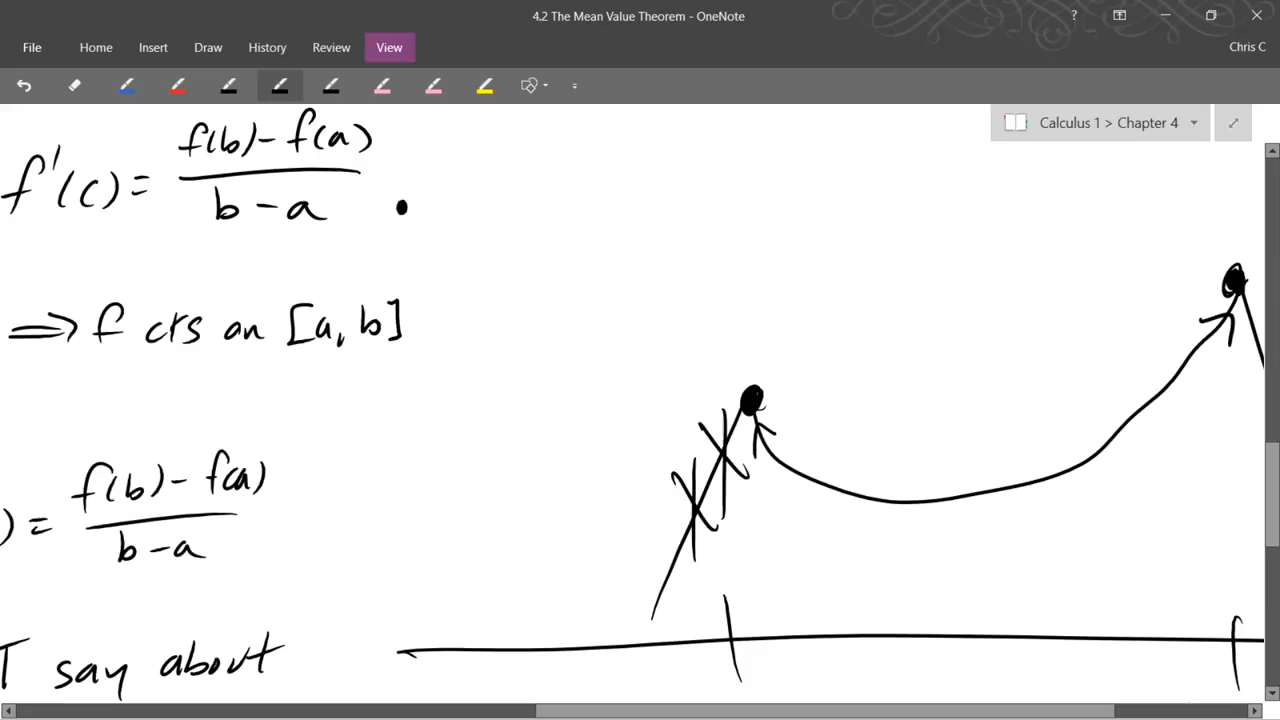 4.2 The Mean Value Theorem - OneNote
?
File Home Insert Draw History Review View
Chris C
Calculus 1 > Chapter 4
f'(c) = f(b) - f(a)
b - a
.
⇒ f cts on [a, b]
) = f(b) - f(a)
b - a
T say about